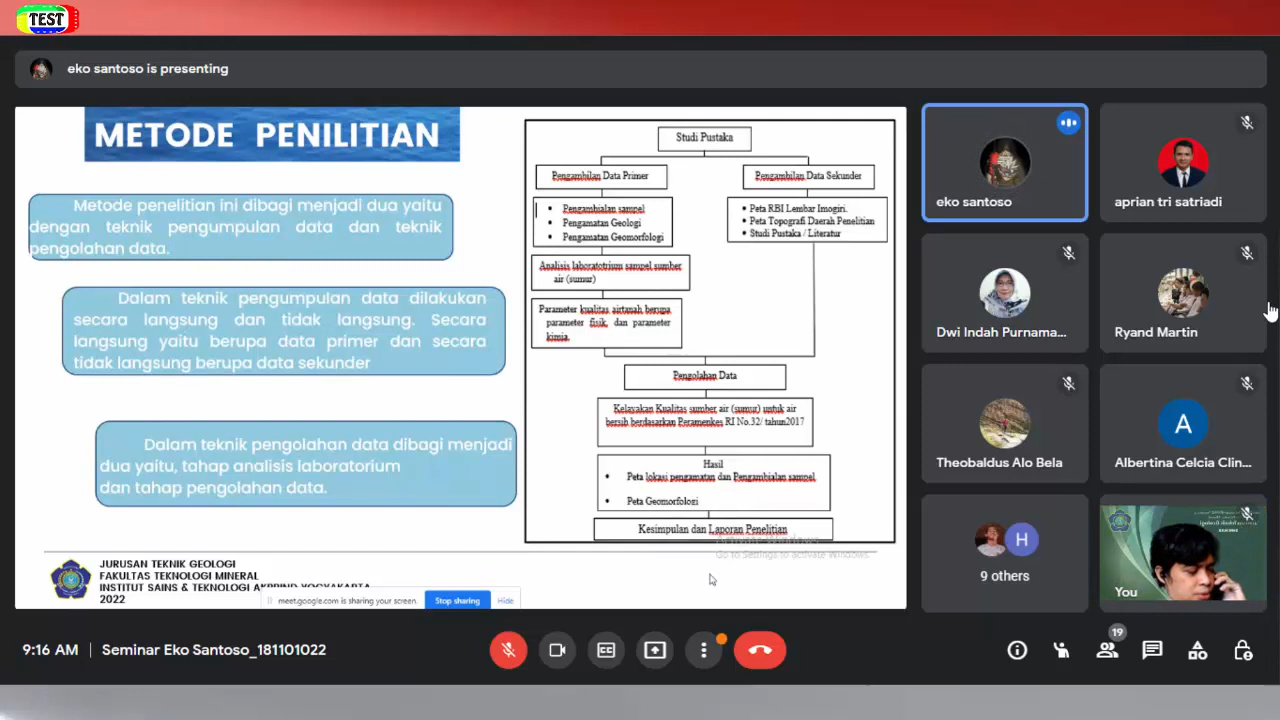 TEST
eko santoso is presenting
METODE PENILITIAN
Metode penelitian ini dibagi menjadi dua yaitu
dengan teknik pengumpulan data dan teknik
pengolahan data.
Dalam teknik pengumpulan data dilakukan
secara langsung dan tidak langsung. Secara
langsung yaitu berupa data primer dan secara
tidak langsung berupa data sekunder
Dalam teknik pengolahan data dibagi menjadi
dua yaitu, tahap analisis laboratorium
dan tahap pengolahan data.
Studi Pustaka
Pengambilan Data Primer
Pengambilan Data Sekunder
• Pengambialan sampel
• Pengamatan Geologi
• Pengamatan Geomorfologi
• Peta RBI Lembar Imogiri.
• Peta Topografi Daerah Penelitian
• Studi Pustaka / Literatur
Analisis laboratotrium sampel sumber
air (sumur)
Parameter kualitas airtanah berupa
parameter fisik, dan parameter
kimia.
Pengolahan Data
Kelayakan Kualitas sumber air (sumur) untuk air
bersih berdasarkan Peramenkes RI No.32/ tahun2017
Hasil
• Peta lokasi pengamatan dan Pengambialan sampel
• Peta Geomorfologi
Kesimpulan dan Laporan Penelitian
Activate Windows
Go to Settings to activate Windows.
JURUSAN TEKNIK GEOLOGI
FAKULTAS TEKNOLOGI MINERAL
INSTITUT SAINS & TEKNOLOGI AKPRIND YOGYAKARTA
2022
meet.google.com is sharing your screen.
Stop sharing
Hide
eko santoso
aprian tri satriadi
Dwi Indah Purnama...
Ryand Martin
Theobaldus Alo Bela
A
Albertina Celcia Clin...
H
9 others
You
9:16 AM
Seminar Eko Santoso_181101022
19